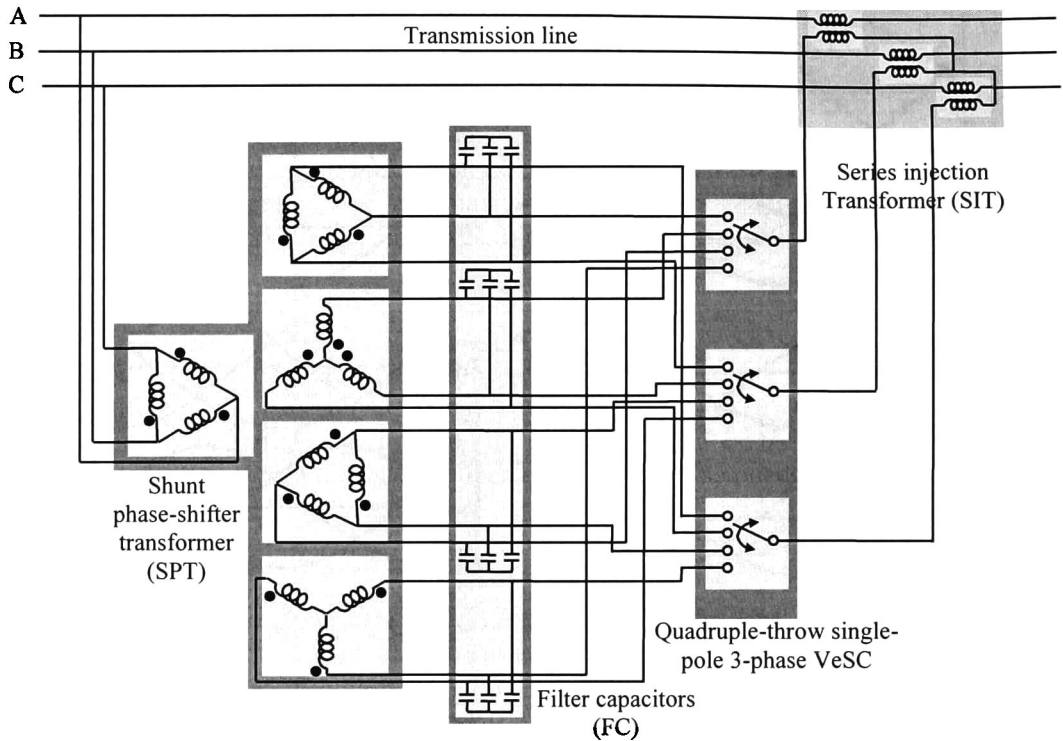 A
B
C
Transmission line
Series injection
Transformer (SIT)
Shunt
phase-shifter
transformer
(SPT)
Quadruple-throw single-
pole 3-phase VeSC
Filter capacitors
(FC)